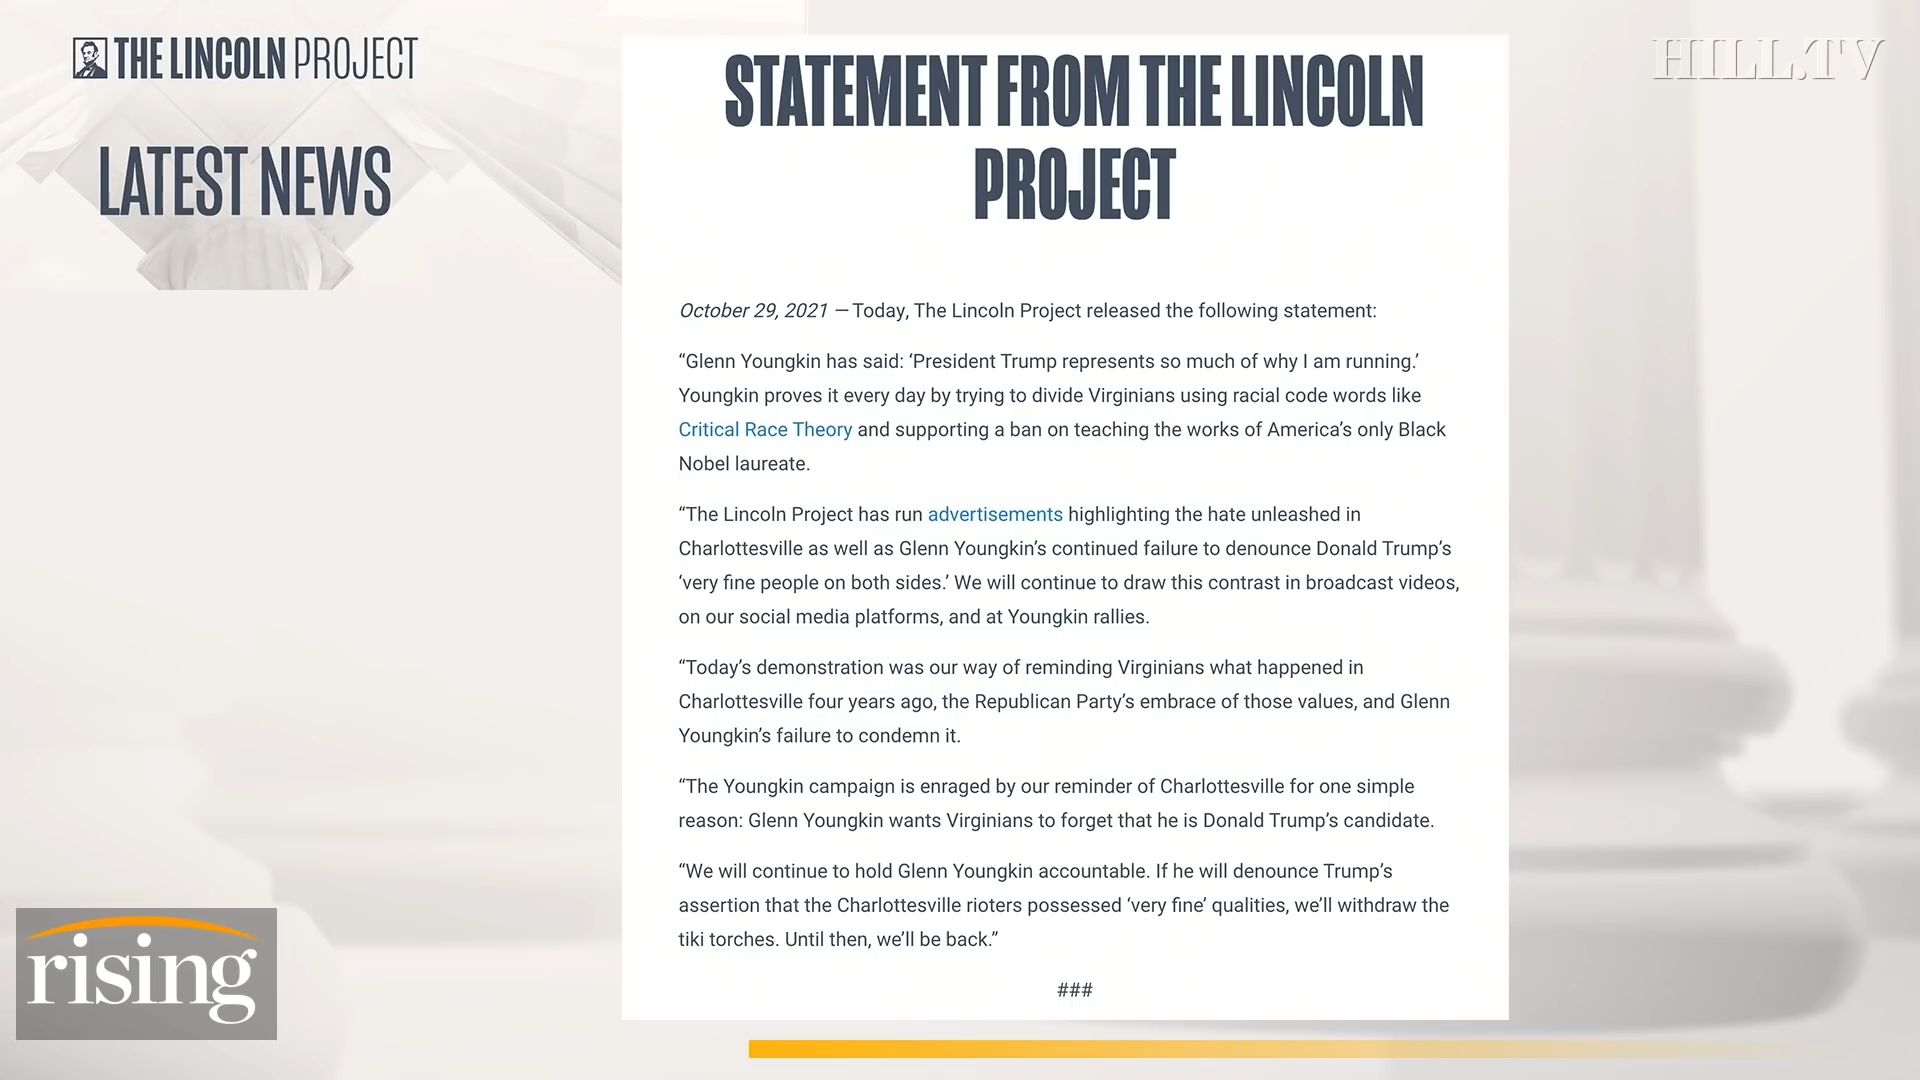 THE LINCOLN PROJECT
LATEST NEWS
HILL.TV
STATEMENT FROM THE LINCOLN
PROJECT
October 29, 2021 — Today, The Lincoln Project released the following statement:
“Glenn Youngkin has said: ‘President Trump represents so much of why I am running.’
Youngkin proves it every day by trying to divide Virginians using racial code words like
Critical Race Theory and supporting a ban on teaching the works of America’s only Black
Nobel laureate.
“The Lincoln Project has run advertisements highlighting the hate unleashed in
Charlottesville as well as Glenn Youngkin’s continued failure to denounce Donald Trump’s
‘very fine people on both sides.’ We will continue to draw this contrast in broadcast videos,
on our social media platforms, and at Youngkin rallies.
“Today’s demonstration was our way of reminding Virginians what happened in
Charlottesville four years ago, the Republican Party’s embrace of those values, and Glenn
Youngkin’s failure to condemn it.
“The Youngkin campaign is enraged by our reminder of Charlottesville for one simple
reason: Glenn Youngkin wants Virginians to forget that he is Donald Trump’s candidate.
“We will continue to hold Glenn Youngkin accountable. If he will denounce Trump’s
assertion that the Charlottesville rioters possessed ‘very fine’ qualities, we’ll withdraw the
tiki torches. Until then, we’ll be back.”
###
rising